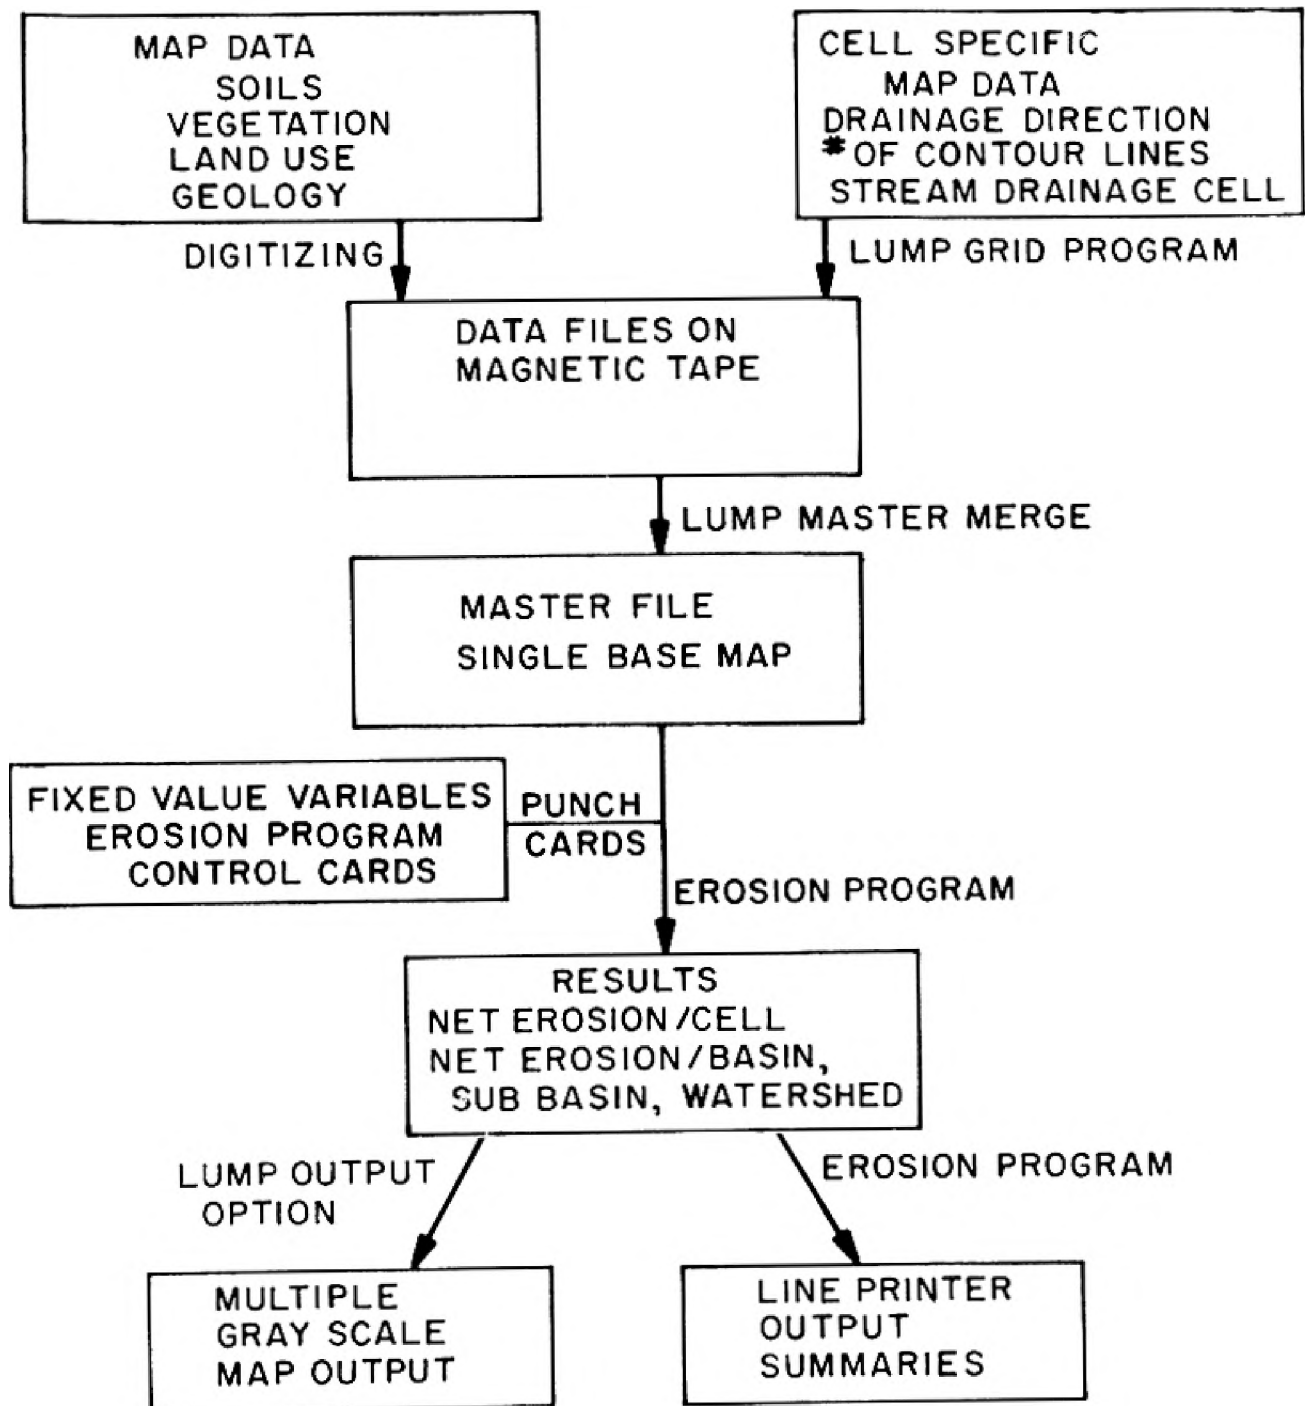 MAP DATA
SOILS
VEGETATION
LAND USE
GEOLOGY
CELL SPECIFIC
MAP DATA
DRAINAGE DIRECTION
# OF CONTOUR LINES
STREAM DRAINAGE CELL
DIGITIZING
LUMP GRID PROGRAM
DATA FILES ON
MAGNETIC TAPE
LUMP MASTER MERGE
MASTER FILE
SINGLE BASE MAP
FIXED VALUE VARIABLES
EROSION PROGRAM
CONTROL CARDS
PUNCH
CARDS
EROSION PROGRAM
RESULTS
NET EROSION/CELL
NET EROSION/BASIN,
SUB BASIN, WATERSHED
LUMP OUTPUT
OPTION
EROSION PROGRAM
MULTIPLE
GRAY SCALE
MAP OUTPUT
LINE PRINTER
OUTPUT
SUMMARIES